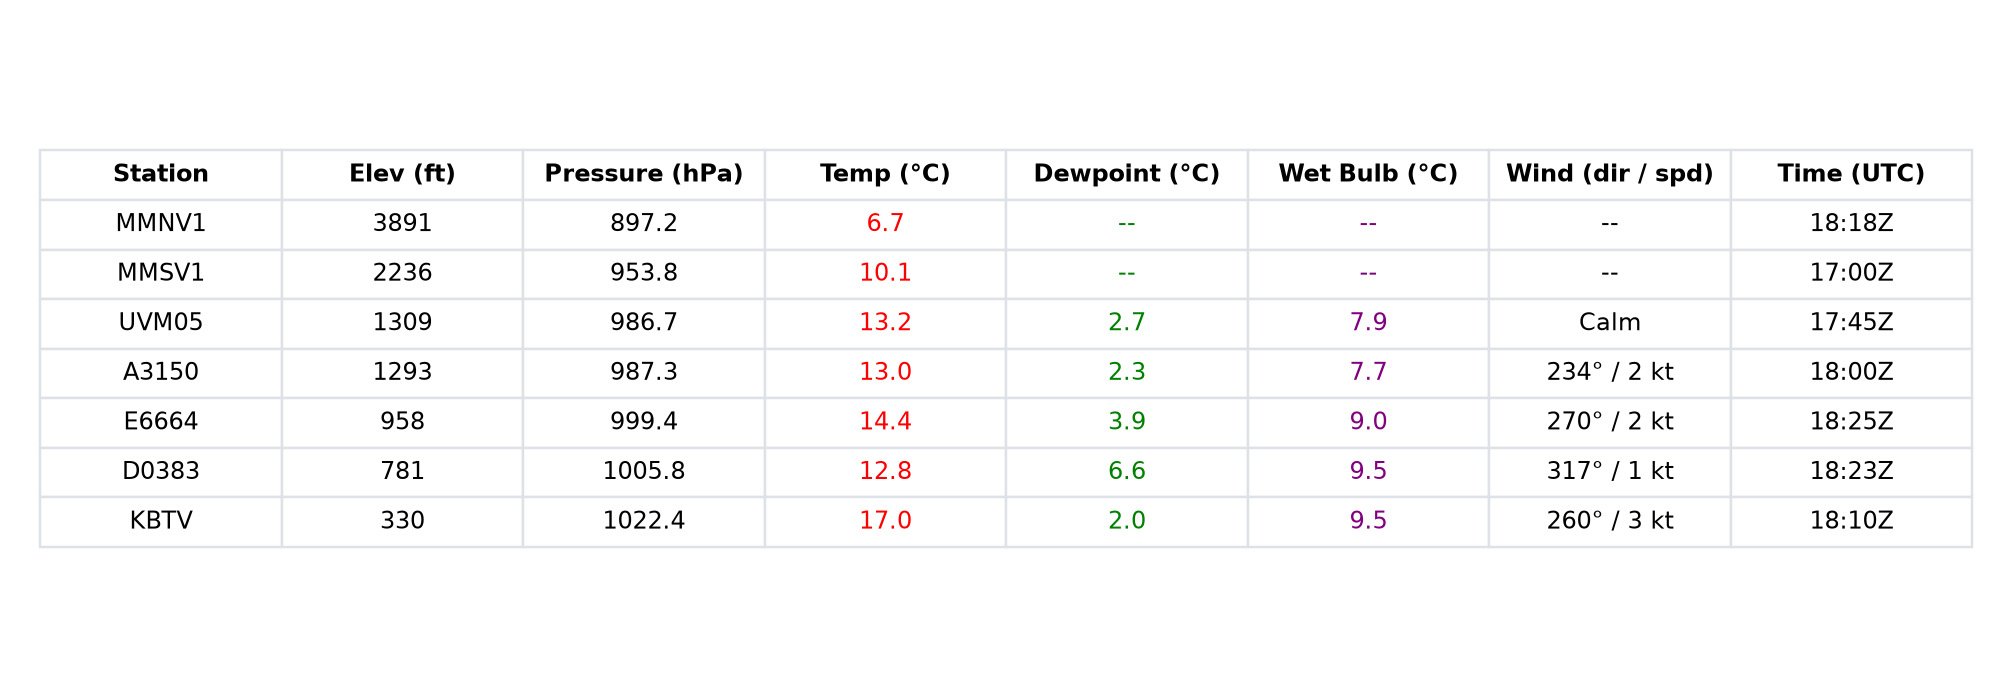 Station Elev (ft) Pressure (hPa) Temp (°C) Dewpoint (°C) Wet Bulb (°C) Wind (dir / spd) Time (UTC)
MMNV1 3891 897.2 6.7 -- -- -- 18:18Z
MMSV1 2236 953.8 10.1 -- -- -- 17:00Z
UVM05 1309 986.7 13.2 2.7 7.9 Calm 17:45Z
A3150 1293 987.3 13.0 2.3 7.7 234° / 2 kt 18:00Z
E6664 958 999.4 14.4 3.9 9.0 270° / 2 kt 18:25Z
D0383 781 1005.8 12.8 6.6 9.5 317° / 1 kt 18:23Z
KBTV 330 1022.4 17.0 2.0 9.5 260° / 3 kt 18:10Z